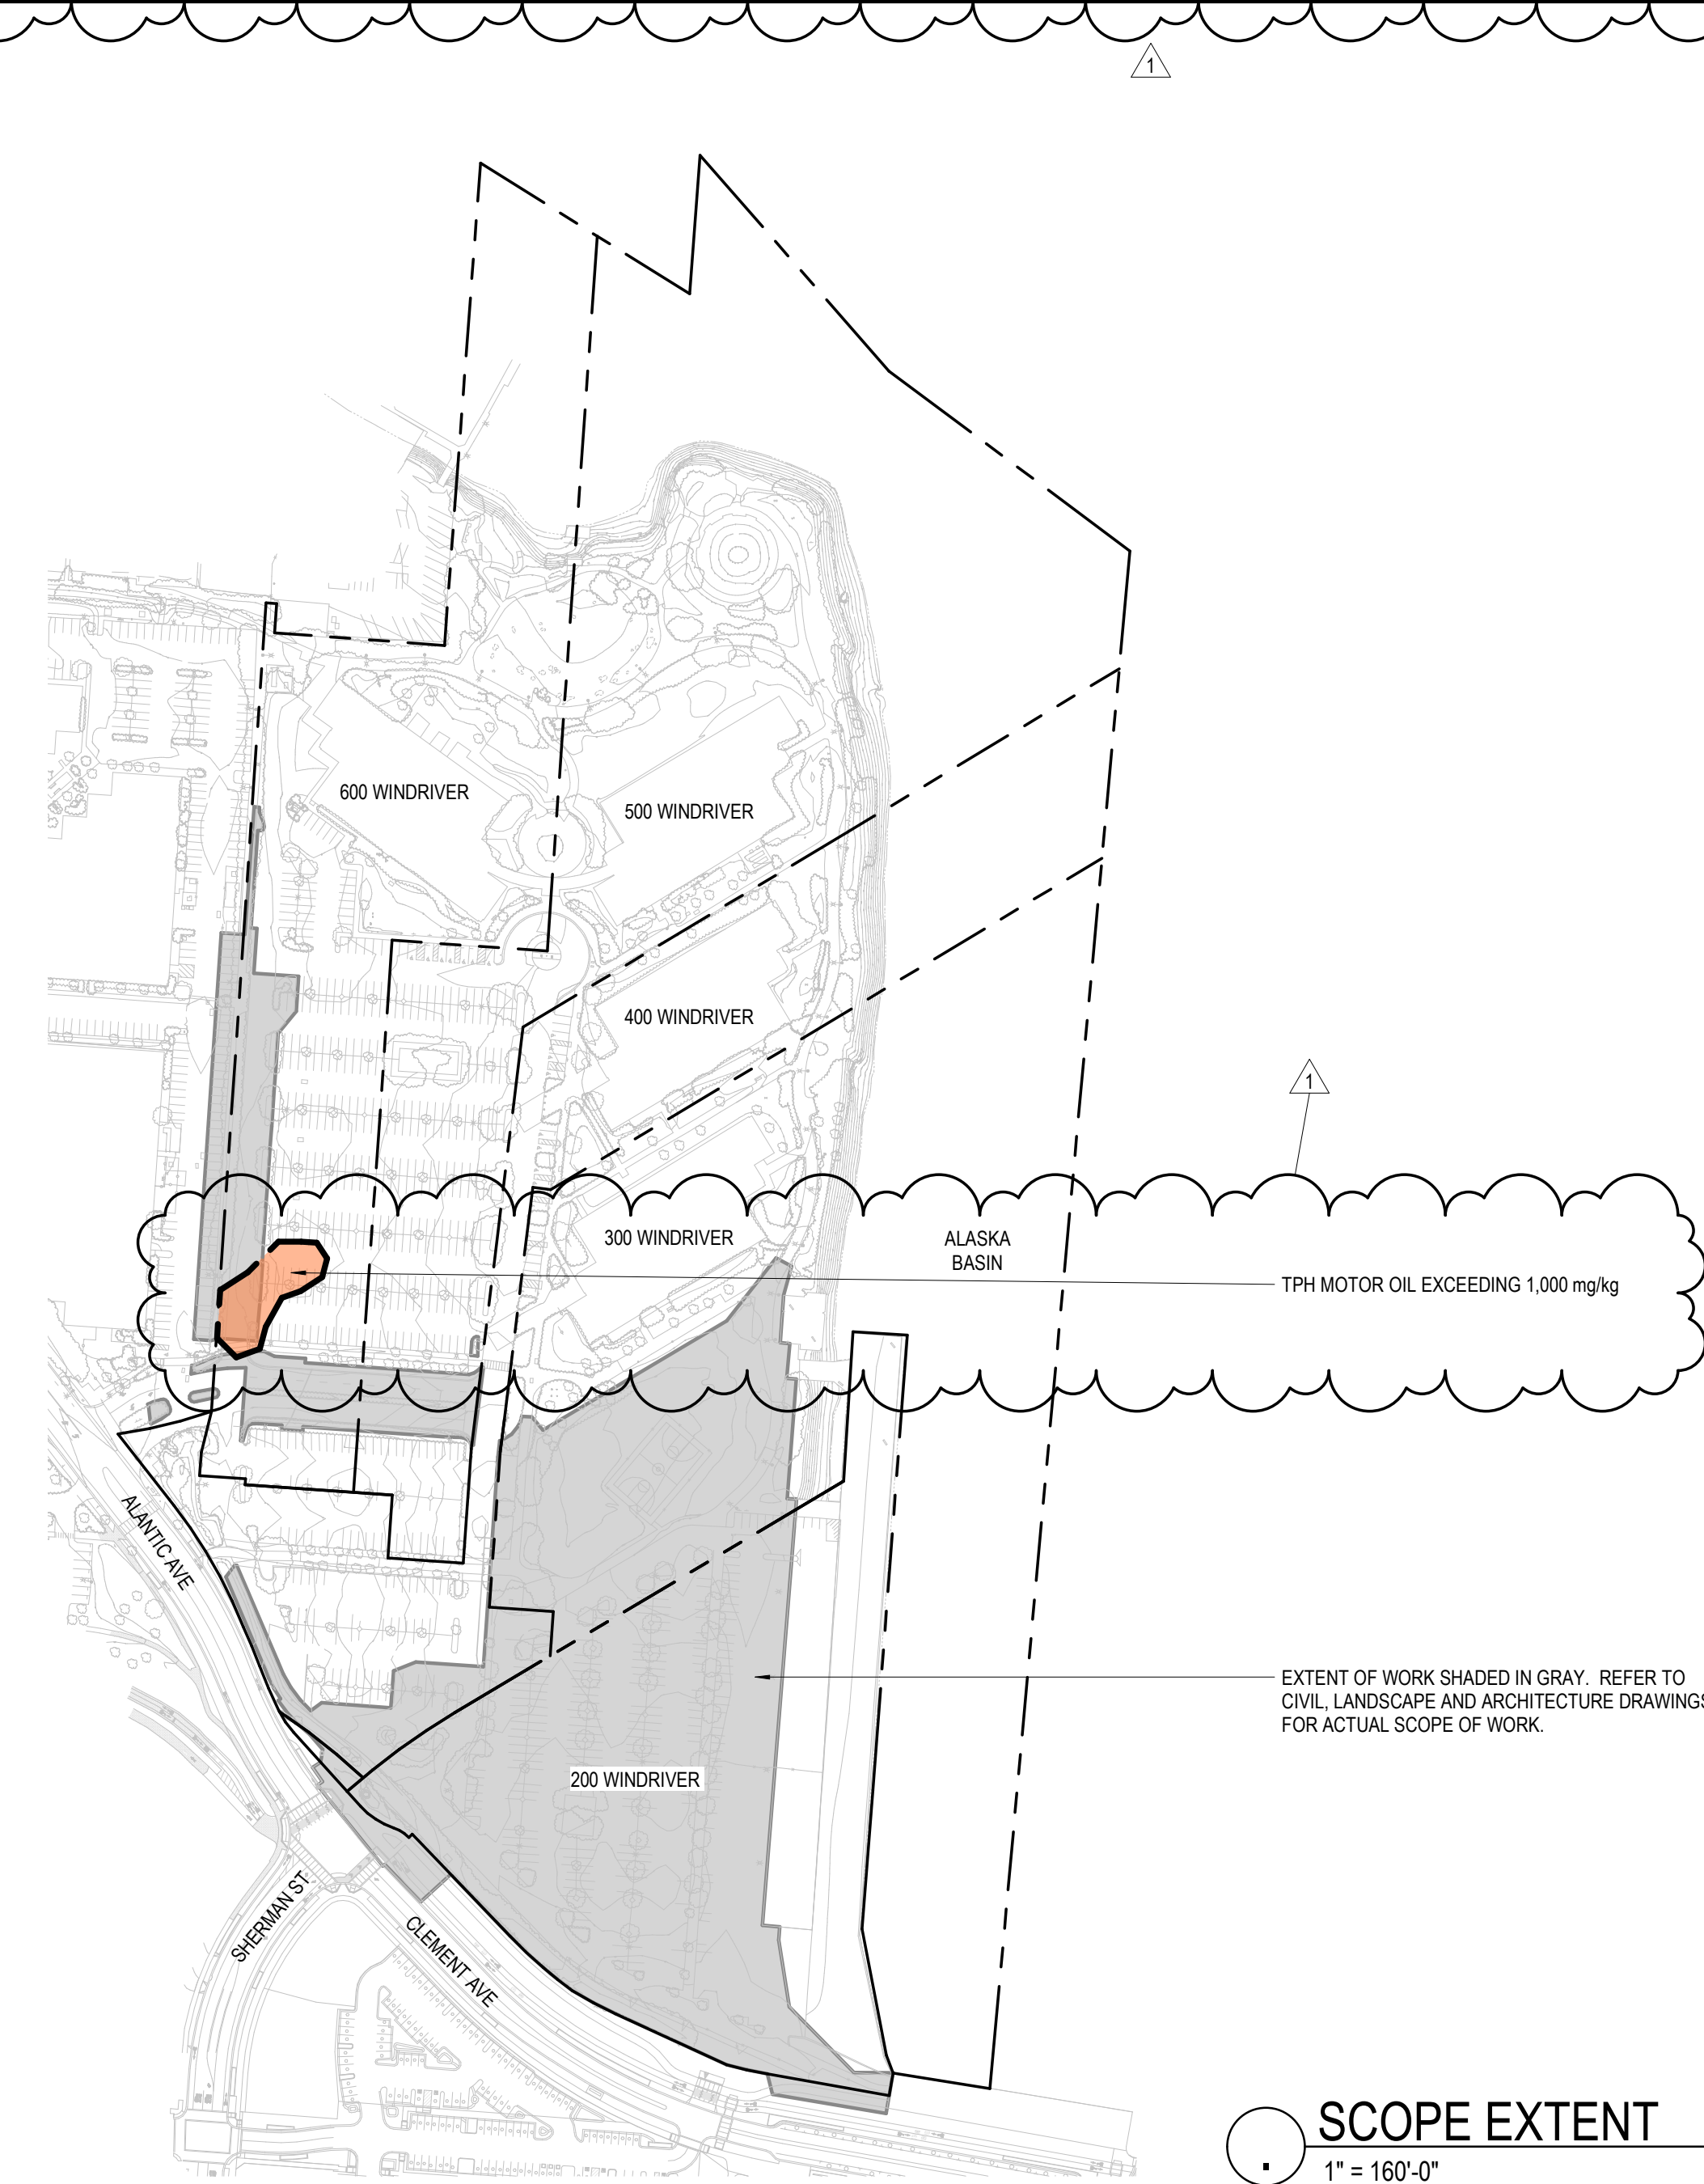 1
600 WINDRIVER
500 WINDRIVER
400 WINDRIVER
1
300 WINDRIVER
ALASKA
BASIN
TPH MOTOR OIL EXCEEDING 1,000 mg/kg
ALANTIC AVE
EXTENT OF WORK SHADED IN GRAY. REFER TO
CIVIL, LANDSCAPE AND ARCHITECTURE DRAWINGS
FOR ACTUAL SCOPE OF WORK.
200 WINDRIVER
SHERMAN ST
CLEMENT AVE
SCOPE EXTENT
1" = 160'-0"